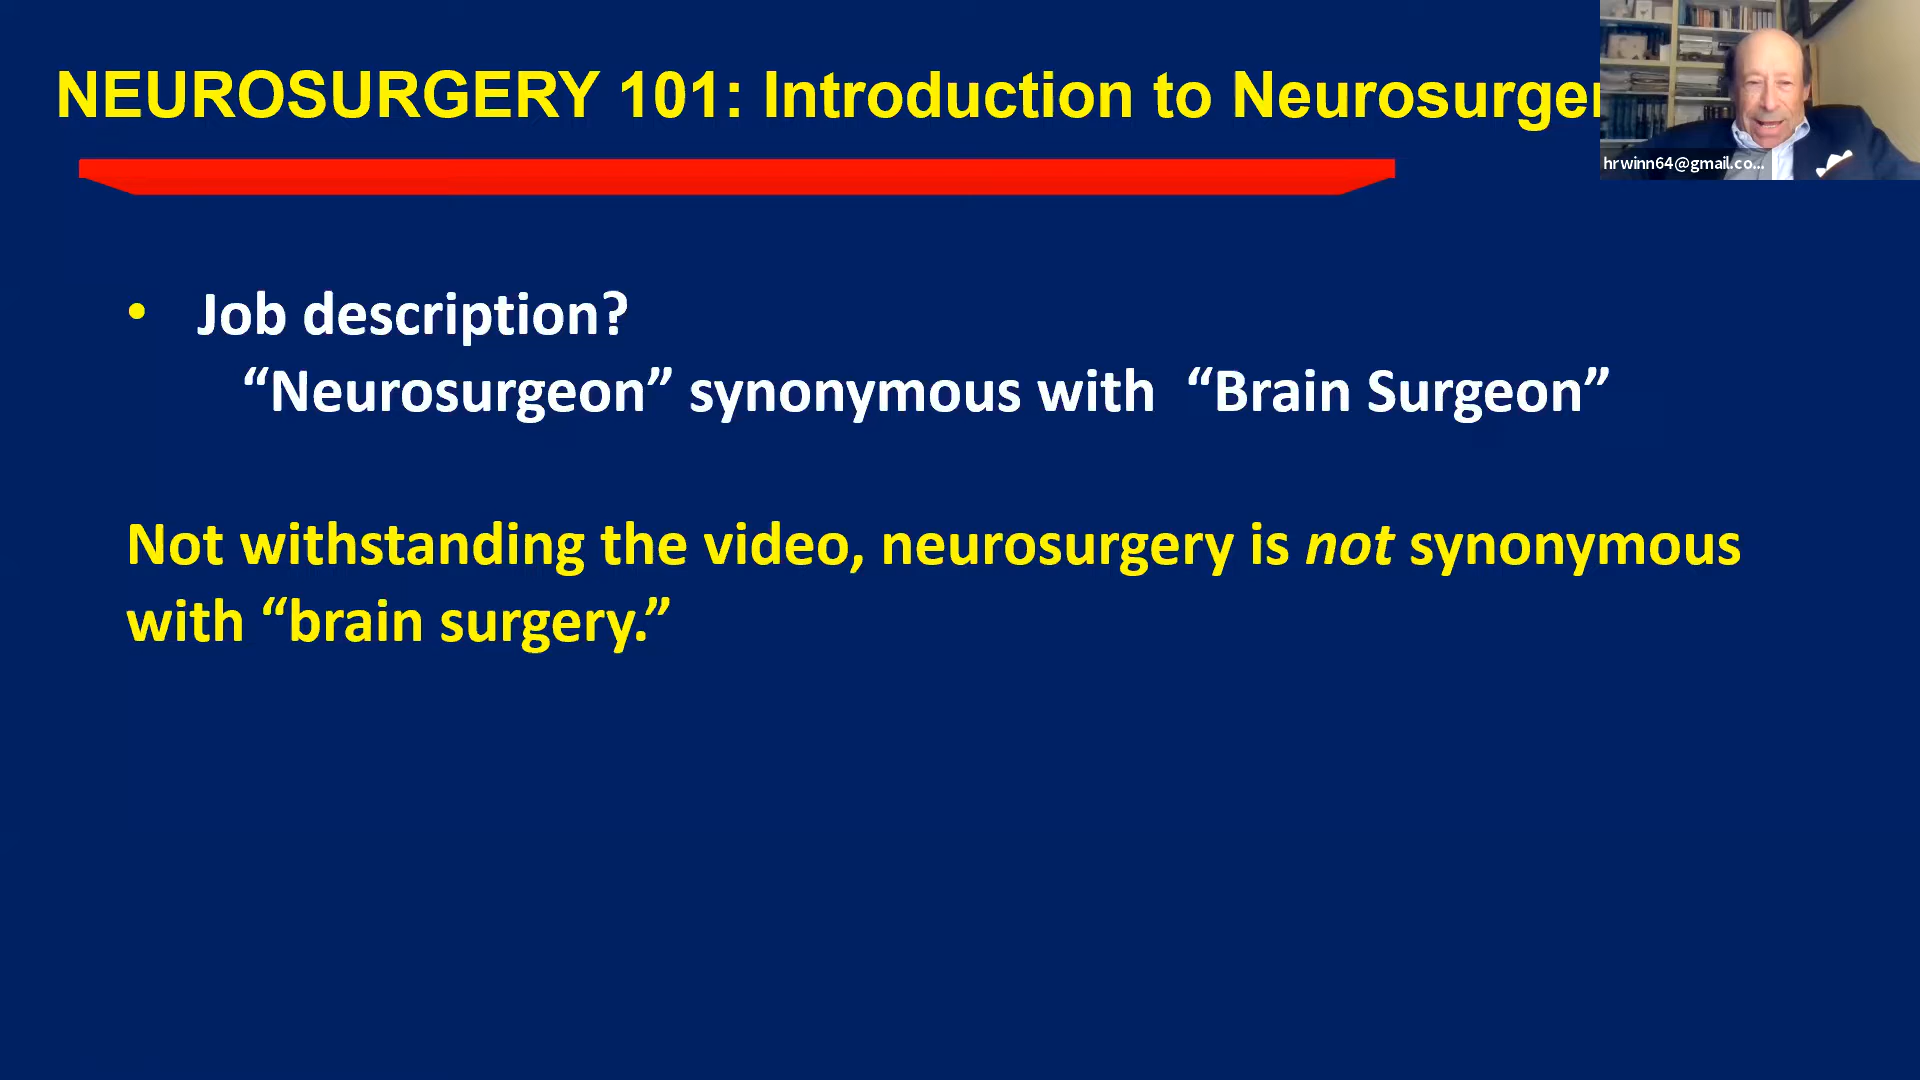 NEUROSURGERY 101: Introduction to Neurosurger
hrwinn64@gmail.co...
• Job description?
“Neurosurgeon” synonymous with “Brain Surgeon”
Not withstanding the video, neurosurgery is not synonymous
with “brain surgery.”